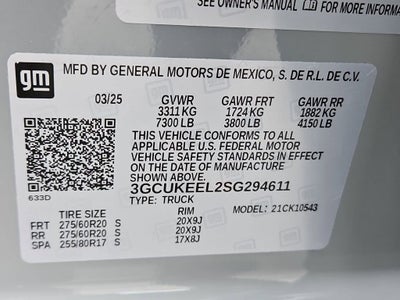 SEE OWNER'S MANUAL FOR MORE INFORMA
gm
MFD BY GENERAL MOTORS DE MEXICO, S. DE R.L. DE C.V.
03/25 GVWR GAWR FRT GAWR RR
3311 KG 1724 KG 1882 KG
7300 LB 3800 LB 4150 LB
THIS VEHICLE CONFORMS TO ALL
APPLICABLE U.S. FEDERAL MOTOR
VEHICLE SAFETY STANDARDS IN EFFECT ON
THE DATE OF MANUFACTURE SHOWN ABOVE.
3GCUKEEL2SG294611
633D
TYPE: TRUCK MODEL: 21CK10543
TIRE SIZE RIM
FRT 275/60R20 S 20X9J
RR 275/60R20 S 20X9J
SPA 255/80R17 S 17X8J